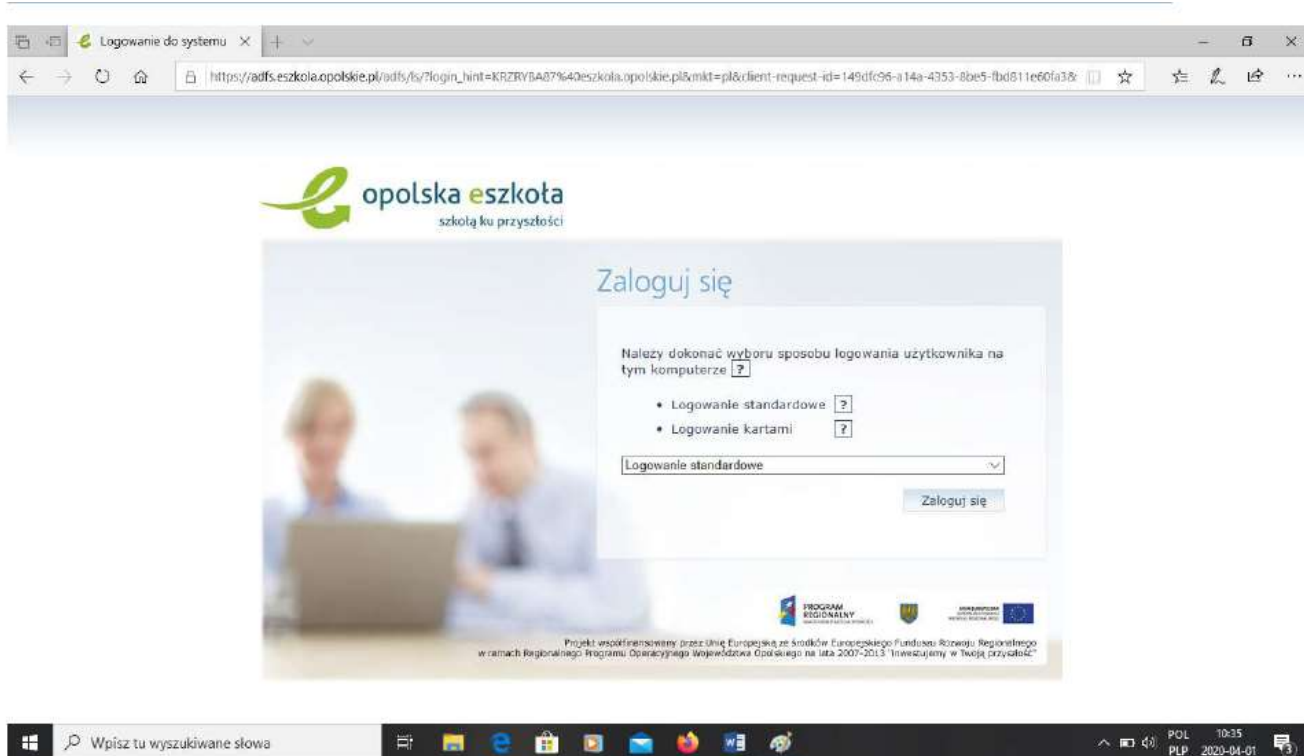 Logowanie do systemu
https://adfs.eszkola.opolskie.pl/adfs/ls/?login_hint=KRZRYBA87%40eszkola.opolskie.pl&mkt=pl&client-request-id=149dfc96-a14a-4353-8be5-fbd811e60fa3&
opolska eszkoła
szkołą ku przyszłości
Zaloguj się
Należy dokonać wyboru sposobu logowania użytkownika na
tym komputerze ?
• Logowanie standardowe ?
• Logowanie kartami ?
Logowanie standardowe
Zaloguj się
PROGRAM
REGIONALNY
Projekt współfinansowany przez Unię Europejską ze środków Europejskiego Funduszu Rozwoju Regionalnego
w ramach Regionalnego Programu Operacyjnego Województwa Opolskiego na lata 2007-2013 "Inwestujemy w Twoją przyszłość"
Wpisz tu wyszukiwane słowa
POL 10:35
PLP 2020-04-01